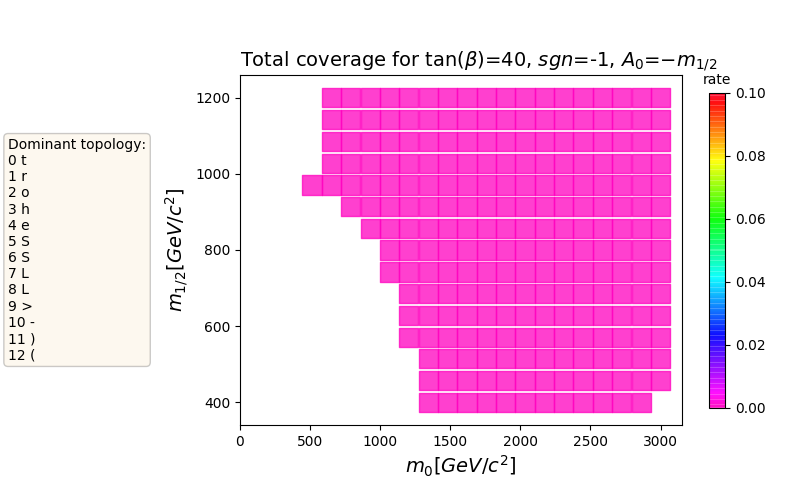 Total coverage for tan(β)=40, sgn=-1, A₀=−m₁/₂
rate
Dominant topology:
0 t
1 r
2 o
3 h
4 e
5 S
6 S
7 L
8 L
9 >
10 -
11 )
12 (
m₁/₂[GeV/c²]
1200
1000
800
600
400
0 500 1000 1500 2000 2500 3000
m₀[GeV/c²]
0.10
0.08
0.06
0.04
0.02
0.00